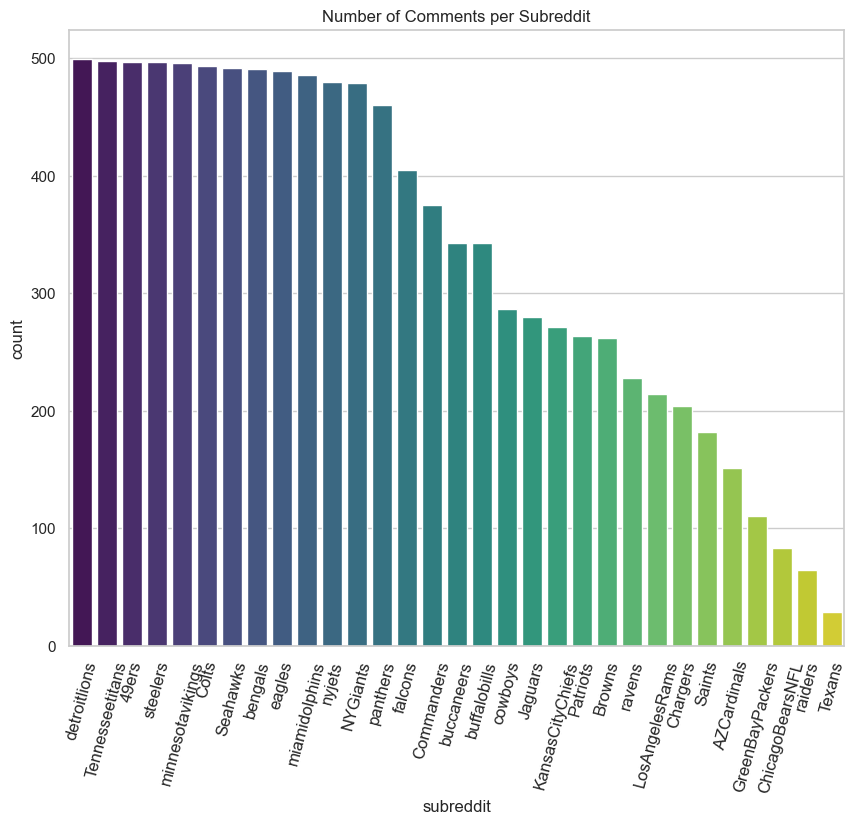 Number of Comments per Subreddit
500
400
300
200
100
0
count
detroitlions
Tennesseetitans
49ers
steelers
minnesotavikings
Colts
Seahawks
bengals
eagles
miamidolphins
nyjets
NYGiants
panthers
falcons
Commanders
buccaneers
buffalobills
cowboys
Jaguars
KansasCityChiefs
Patriots
Browns
ravens
LosAngelesRams
Chargers
Saints
AZCardinals
GreenBayPackers
ChicagoBearsNFL
raiders
Texans
subreddit